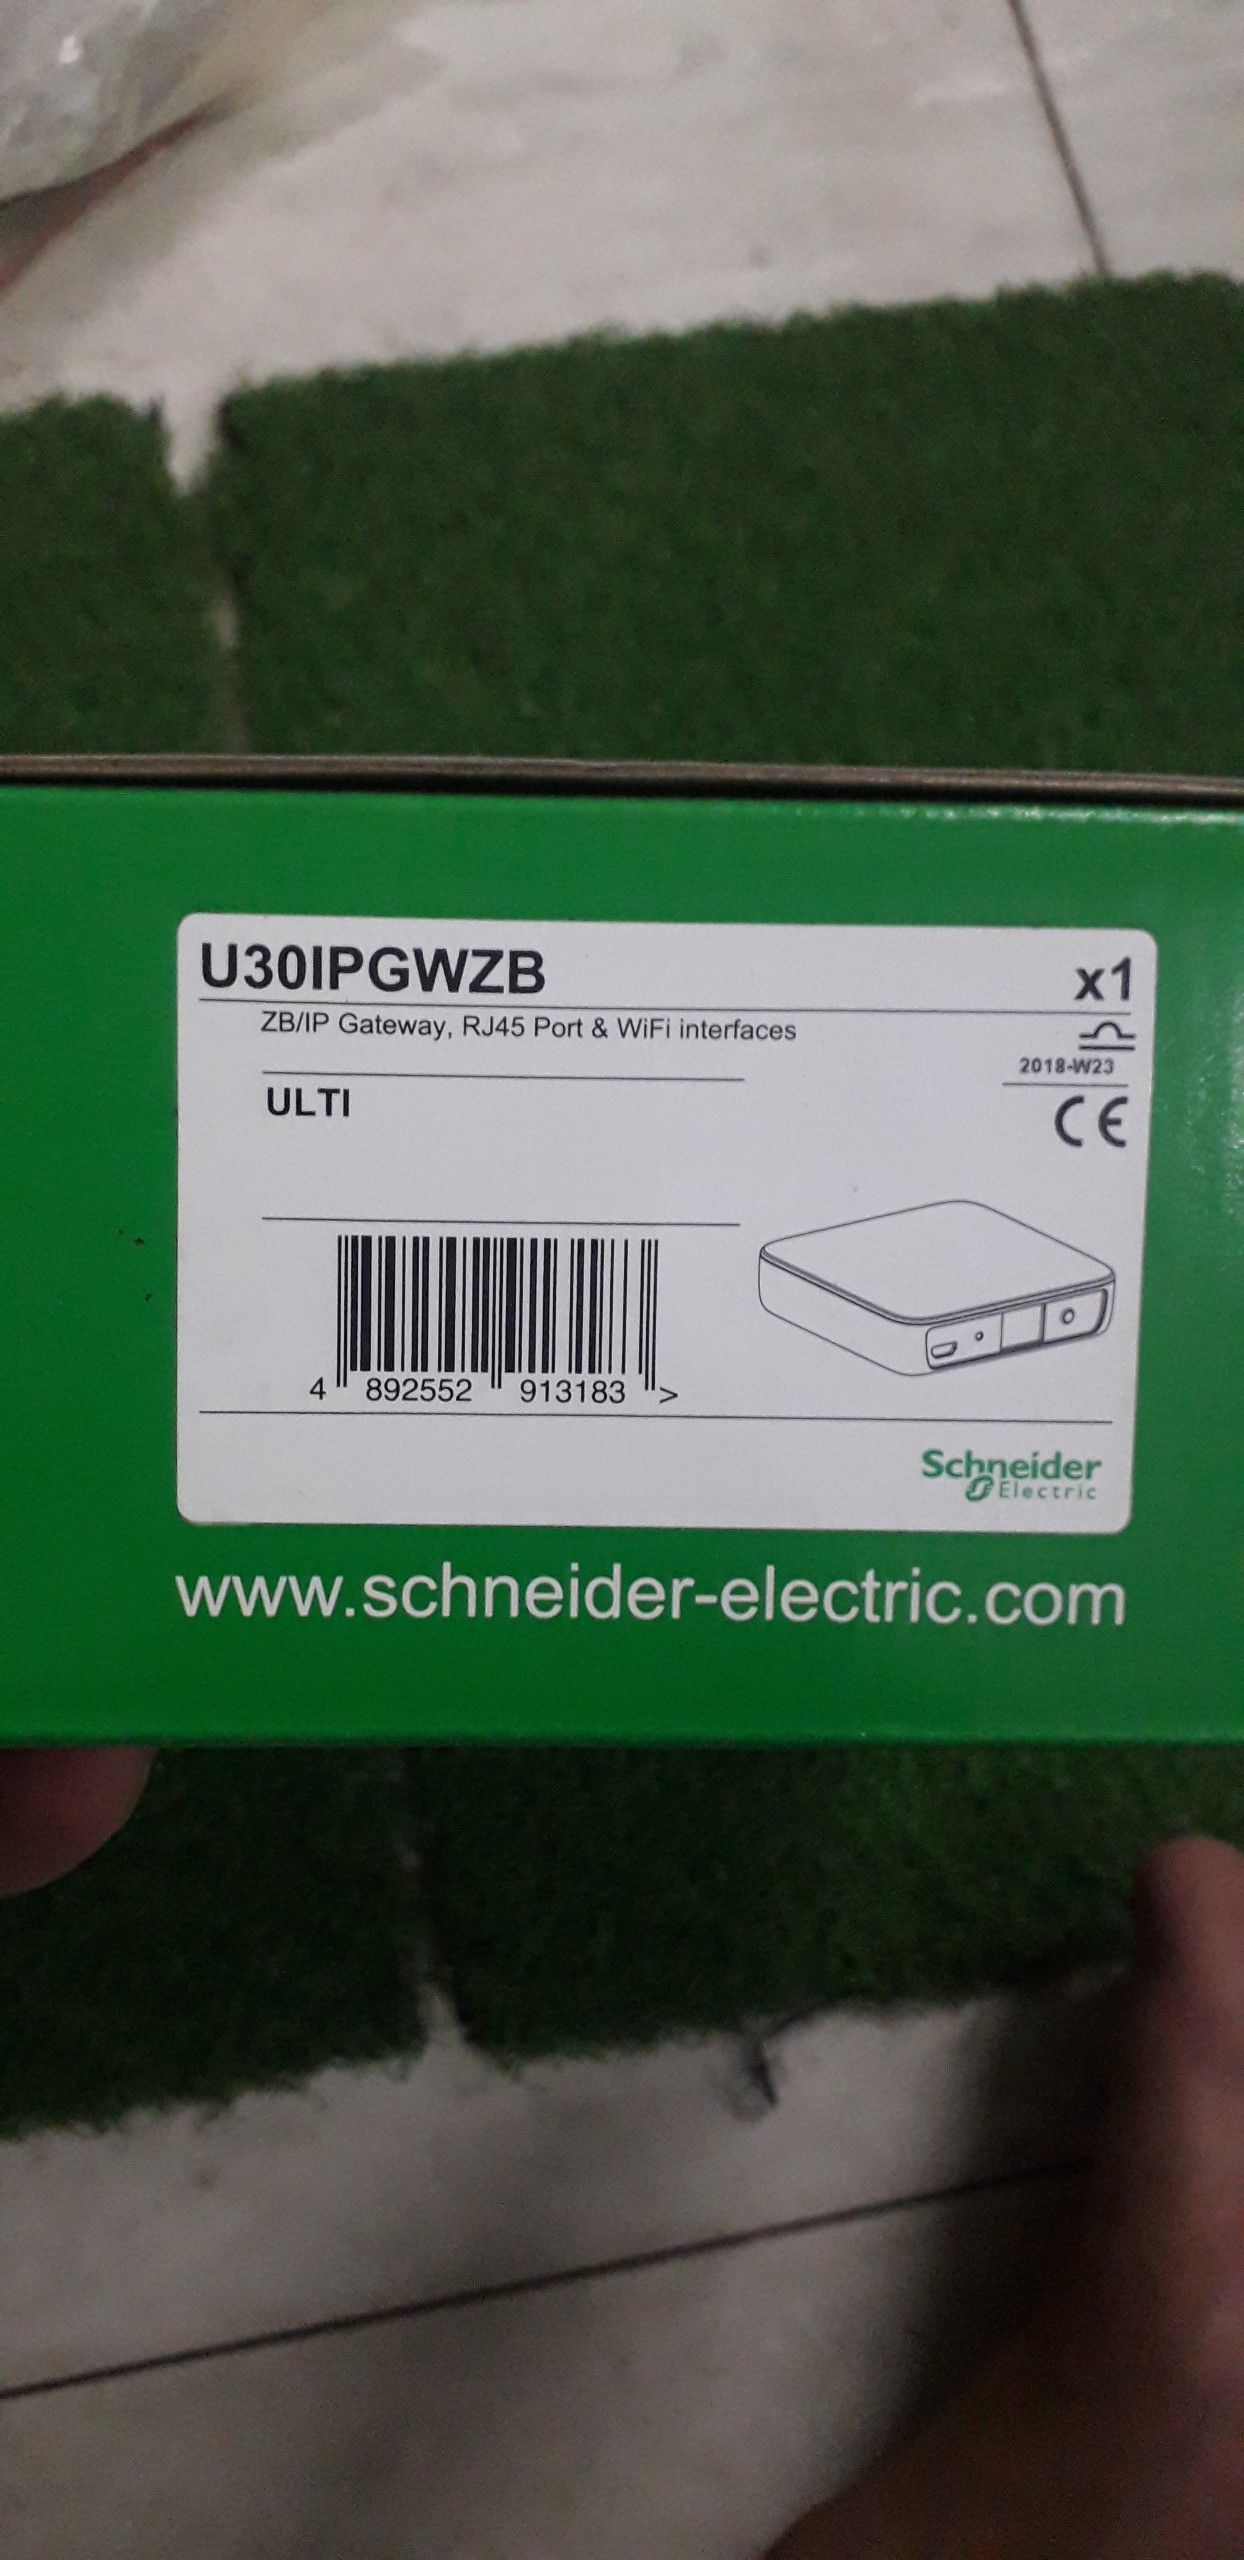 U30IPGWZB x1
ZB/IP Gateway, RJ45 Port & WiFi interfaces
2018-W23
ULTI
CE
4 892552 913183 >
Schneider
Electric
www.schneider-electric.com